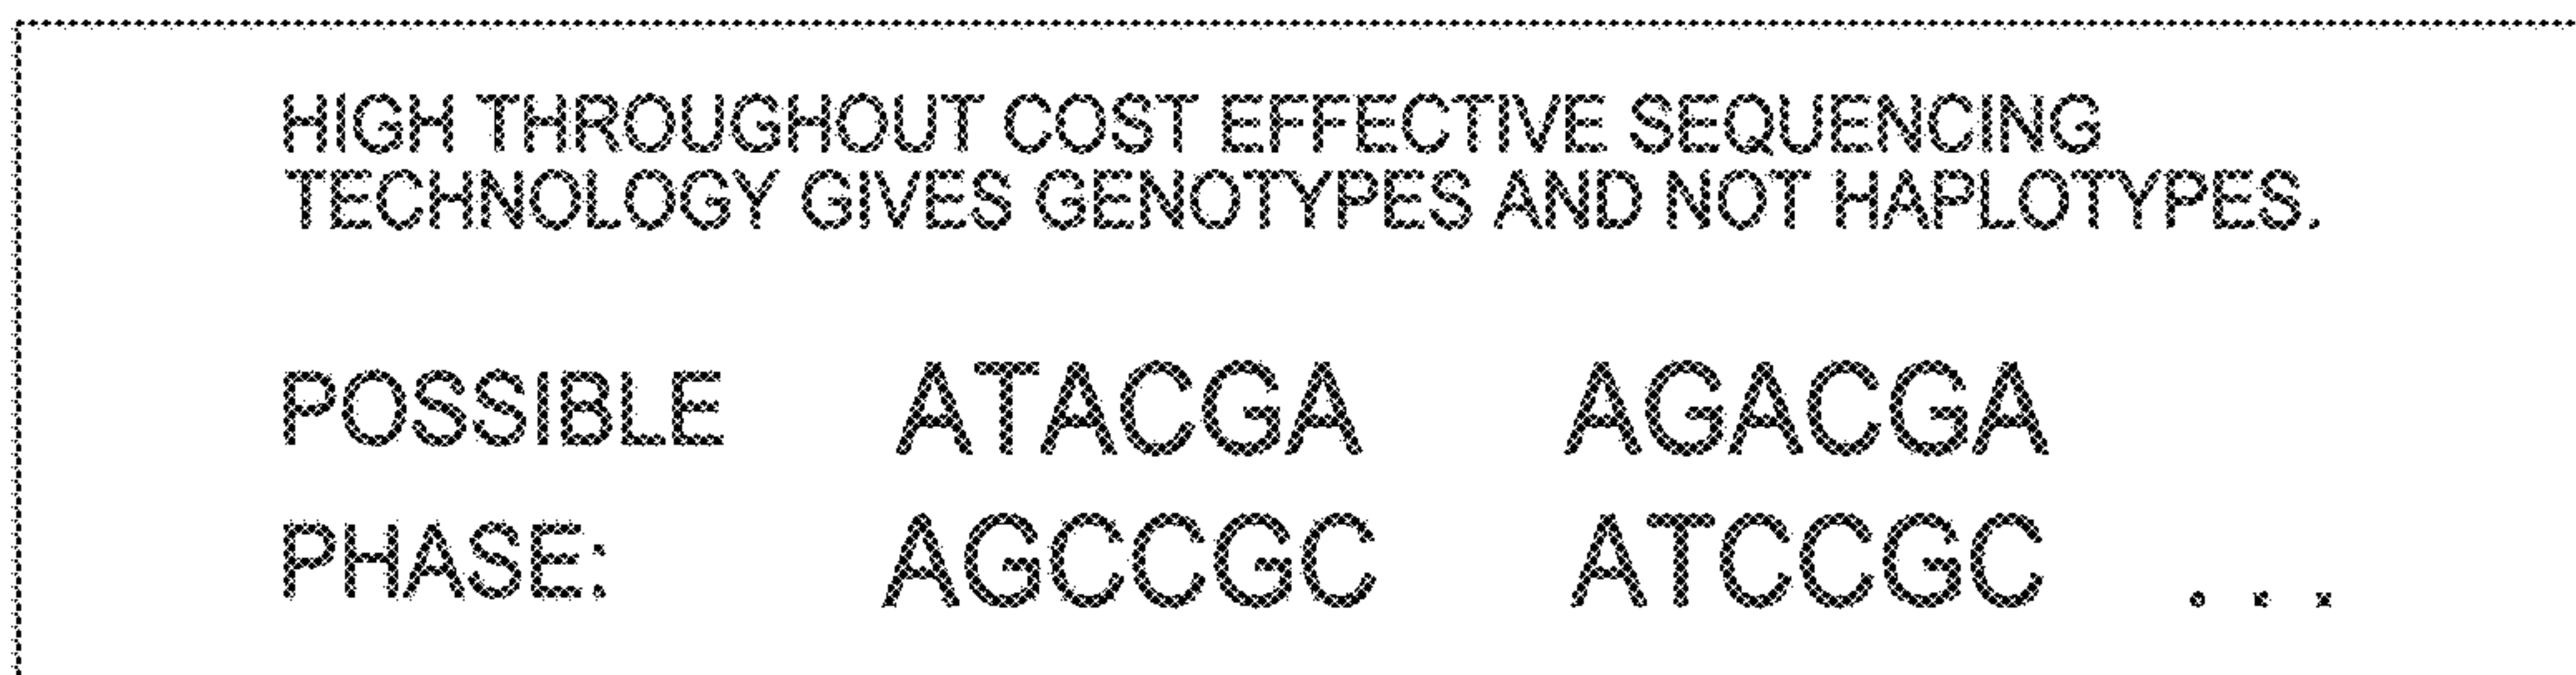 HIGH THROUGHOUT COST EFFECTIVE SEQUENCING
TECHNOLOGY GIVES GENOTYPES AND NOT HAPLOTYPES.
POSSIBLE ATACGA AGACGA
PHASE: AGCCGC ATCCGC . . .